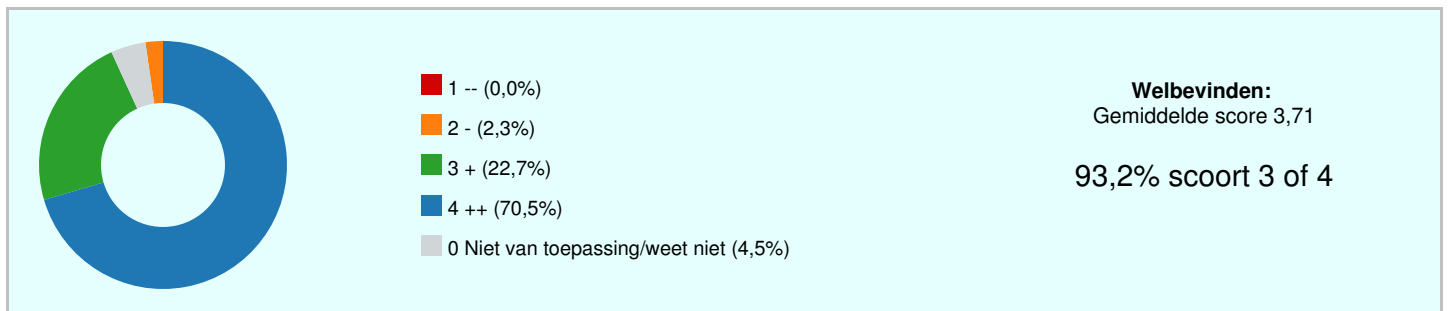 1 -- (0,0%)
2 - (2,3%)
3 + (22,7%)
4 ++ (70,5%)
0 Niet van toepassing/weet niet (4,5%)
Welbevinden:
Gemiddelde score 3,71
93,2% scoort 3 of 4